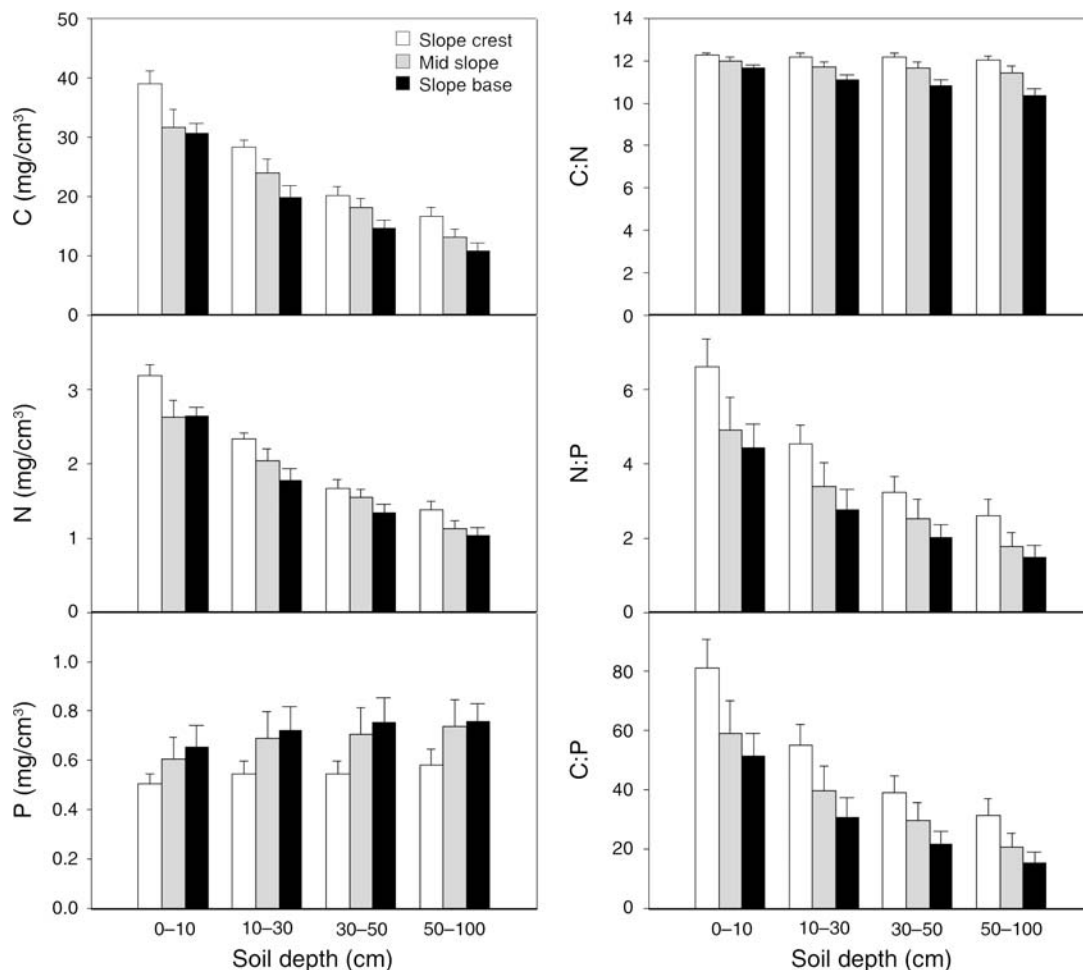 50
40
30
20
10
0
C (mg/cm³)
Slope crest
Mid slope
Slope base
14
12
10
8
6
4
2
0
C:N
3
2
1
0
N (mg/cm³)
6
4
2
0
N:P
1.0
0.8
0.6
0.4
0.2
0.0
P (mg/cm³)
0–10 10–30 30–50 50–100
Soil depth (cm)
80
60
40
20
0
C:P
0–10 10–30 30–50 50–100
Soil depth (cm)